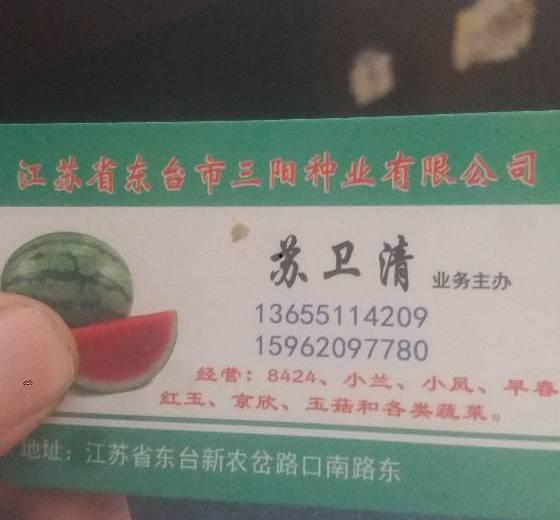 江苏省东台市三阳种业有限公司
苏卫清 业务主办
13655114209
15962097780
经营：8424、小兰、小凤、早春
红玉、京欣、玉菇和各类蔬菜。
地址：江苏省东台新农岔路口南路东